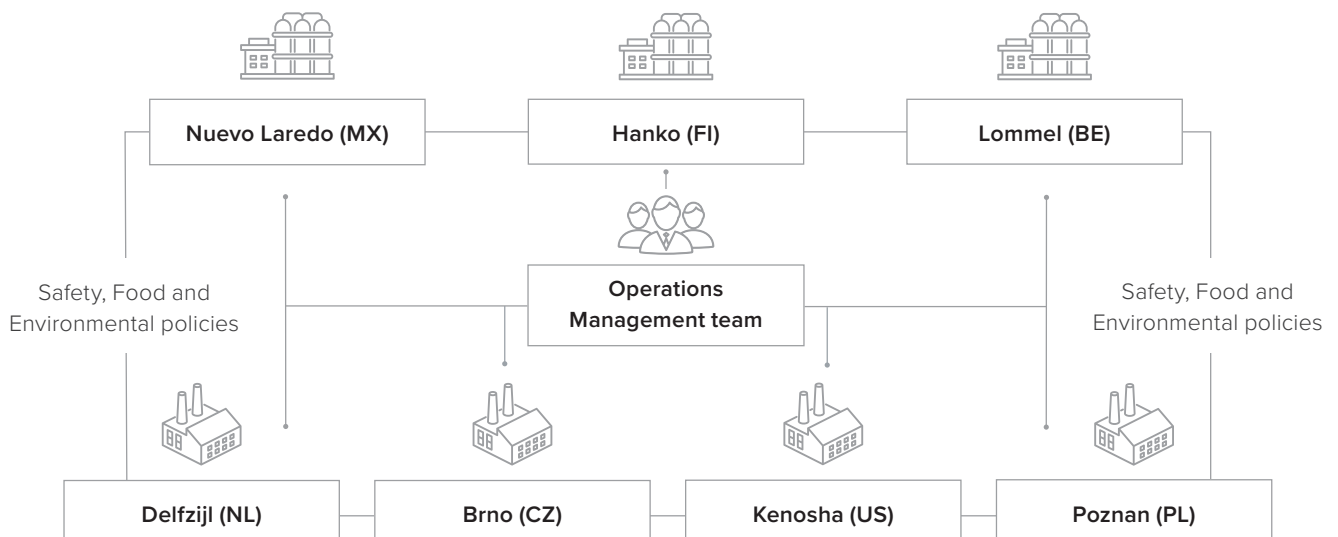 Nuevo Laredo (MX)
Hanko (FI)
Lommel (BE)
Safety, Food and
Environmental policies
Operations
Management team
Safety, Food and
Environmental policies
Delfzijl (NL)
Brno (CZ)
Kenosha (US)
Poznan (PL)